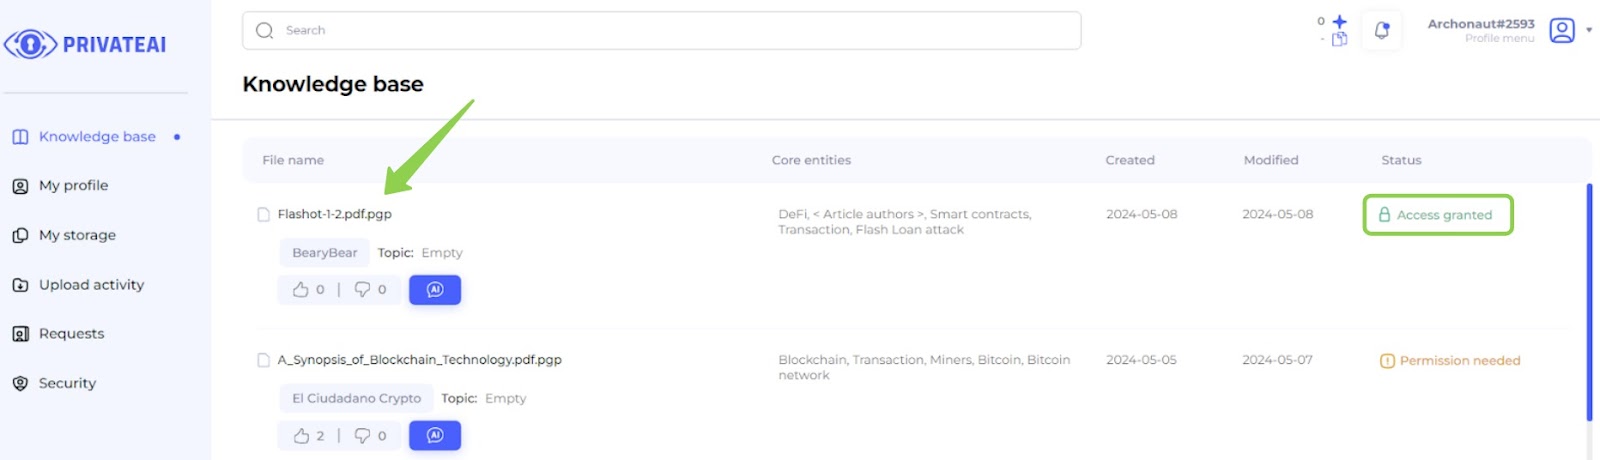 PRIVATEAI
Search
0
-
Archonaut#2593
Profile menu
Knowledge base
Knowledge base
My profile
My storage
Upload activity
Requests
Security
File name Core entities Created Modified Status
Flashot-1-2.pdf.pgp
DeFi, < Article authors >, Smart contracts,
Transaction, Flash Loan attack
2024-05-08 2024-05-08 Access granted
BearyBear Topic: Empty
0 | 0 AI
A_Synopsis_of_Blockchain_Technology.pdf.pgp
Blockchain, Transaction, Miners, Bitcoin, Bitcoin
network
2024-05-05 2024-05-07 Permission needed
El Ciudadano Crypto Topic: Empty
2 | 0 AI